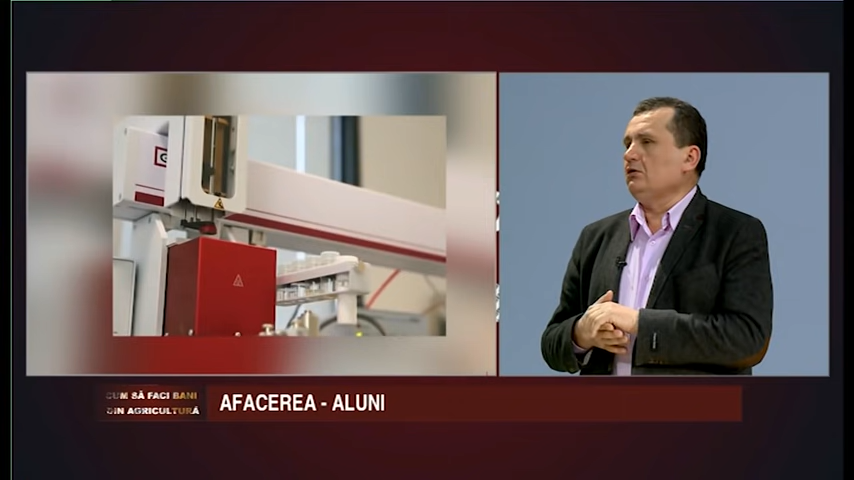 CUM SĂ FACI BANI
DIN AGRICULTURĂ
AFACEREA - ALUNI